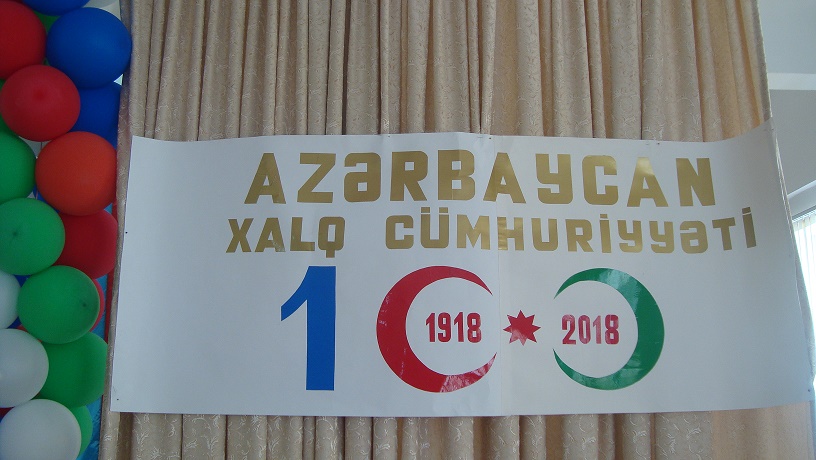 AZƏRBAYCAN
XALQ CÜMHURİYYƏTİ
100
1918 2018